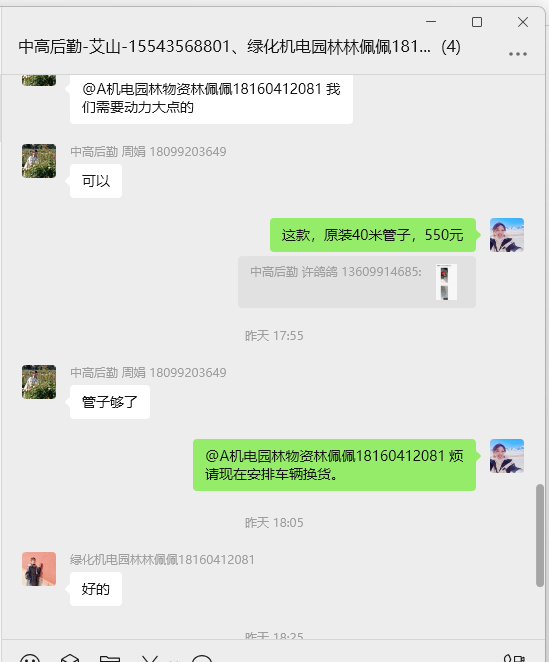 中高后勤-艾山-15543568801、绿化机电园林林佩佩181... (4)
@A机电园林物资林佩佩18160412081 我
们需要动力大点的
中高后勤 周娟 18099203649
可以
这款，原装40米管子，550元
中高后勤 许鸽鸽 13609914685:
昨天 17:55
中高后勤 周娟 18099203649
管子够了
@A机电园林物资林佩佩18160412081 烦
请现在安排车辆换货。
昨天 18:05
绿化机电园林林佩佩18160412081
好的
昨天 18:25